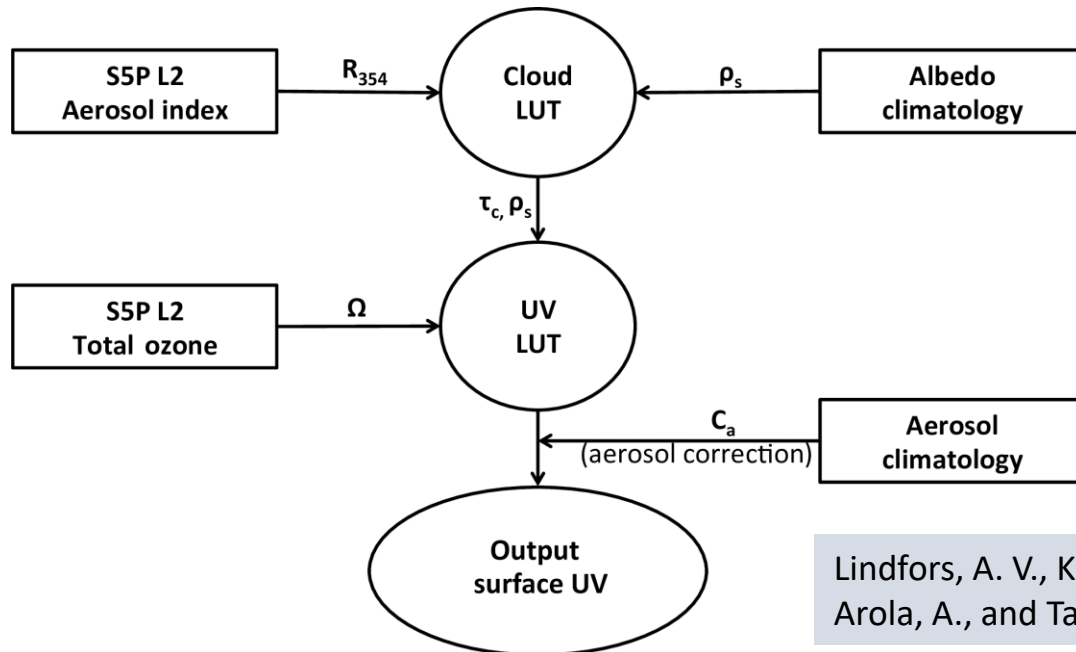 S5P L2
Aerosol index
R₃₅₄
Cloud
LUT
ρₛ
Albedo
climatology
τ_c, ρₛ
S5P L2
Total ozone
Ω
UV
LUT
Cₐ
(aerosol correction)
Aerosol
climatology
Output
surface UV
Lindfors, A. V., K
Arola, A., and Ta